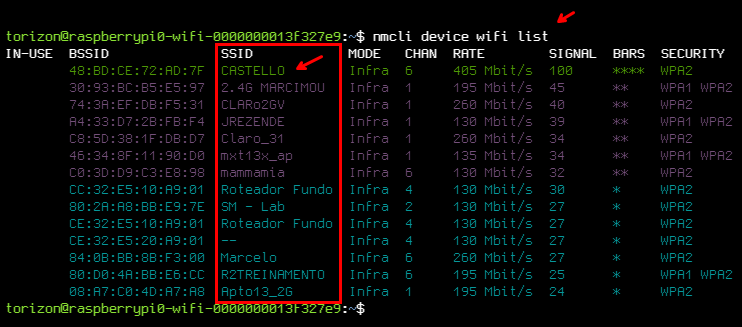 torizon@raspberrypi0-wifi-0000000013f327e9:~$ nmcli device wifi list
IN-USE BSSID SSID MODE CHAN RATE SIGNAL BARS SECURITY
48:BD:CE:72:AD:7F CASTELLO Infra 6 405 Mbit/s 100 **** WPA2
30:93:BC:B5:E5:97 2.4G MARCIMOU Infra 1 195 Mbit/s 45 ** WPA1 WPA2
74:3A:EF:DB:F5:31 CLARo2GV Infra 1 260 Mbit/s 40 ** WPA2
A4:33:D7:2B:FB:F4 JREZENDE Infra 1 130 Mbit/s 39 ** WPA1 WPA2
C8:5D:38:1F:DB:D7 Claro_31 Infra 1 260 Mbit/s 34 ** WPA2
46:34:8F:11:90:D0 mxt13x_ap Infra 1 135 Mbit/s 34 ** WPA1 WPA2
C0:3D:D9:C3:E8:98 mammamia Infra 6 130 Mbit/s 32 ** WPA2
CC:32:E5:10:A9:01 Roteador Fundo Infra 4 130 Mbit/s 30 * WPA2
80:2A:A8:BB:E9:7E SM - Lab Infra 2 130 Mbit/s 27 * WPA2
CE:32:E5:10:A9:01 Roteador Fundo Infra 4 130 Mbit/s 27 * WPA2
CE:32:E5:20:A9:01 -- Infra 4 130 Mbit/s 27 * WPA2
84:0B:BB:8B:F3:00 Marcelo Infra 6 260 Mbit/s 27 * WPA2
80:D0:4A:BB:E6:CC R2TREINAMENTO Infra 6 195 Mbit/s 25 * WPA1 WPA2
08:A7:C0:4D:A7:A8 Apto13_2G Infra 1 195 Mbit/s 24 * WPA2
torizon@raspberrypi0-wifi-0000000013f327e9:~$